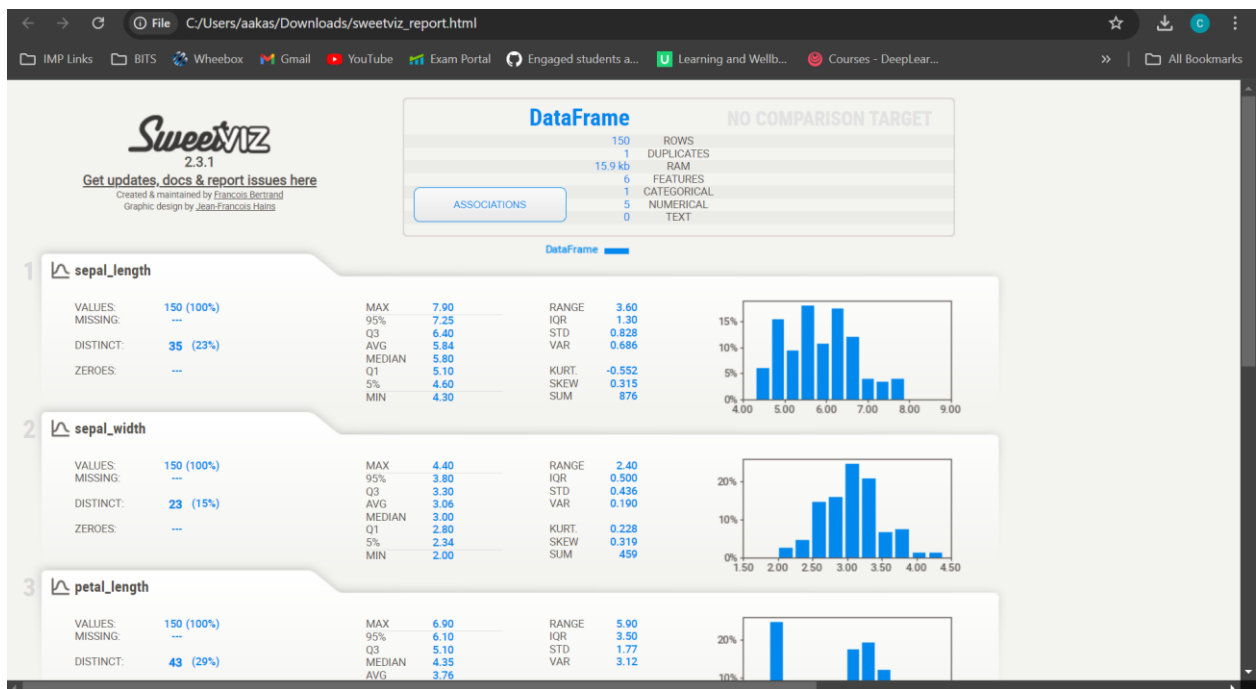 File C:/Users/aakas/Downloads/sweetviz_report.html C
IMP Links BITS Wheebox Gmail YouTube Exam Portal Engaged students a... U Learning and Wellb... Courses - DeepLear... » All Bookmarks
SweetVIZ
2.3.1
Get updates, docs & report issues here
Created & maintained by Francois Bertrand
Graphic design by Jean-Francois Hains
DataFrame NO COMPARISON TARGET
150 ROWS
1 DUPLICATES
15.9 kb RAM
6 FEATURES
1 CATEGORICAL
5 NUMERICAL
0 TEXT
ASSOCIATIONS
DataFrame
1 sepal_length
VALUES: 150 (100%)
MISSING: ---
DISTINCT: 35 (23%)
ZEROES: ---
MAX 7.90
95% 7.25
Q3 6.40
AVG 5.84
MEDIAN 5.80
Q1 5.10
5% 4.60
MIN 4.30
RANGE 3.60
IQR 1.30
STD 0.828
VAR 0.686
KURT. -0.552
SKEW 0.315
SUM 876
15%
10%
5%
0%
4.00 5.00 6.00 7.00 8.00 9.00
2 sepal_width
VALUES: 150 (100%)
MISSING: ---
DISTINCT: 23 (15%)
ZEROES: ---
MAX 4.40
95% 3.80
Q3 3.30
AVG 3.06
MEDIAN 3.00
Q1 2.80
5% 2.34
MIN 2.00
RANGE 2.40
IQR 0.500
STD 0.436
VAR 0.190
KURT. 0.228
SKEW 0.319
SUM 459
20%
10%
0%
1.50 2.00 2.50 3.00 3.50 4.00 4.50
3 petal_length
VALUES: 150 (100%)
MISSING: ---
DISTINCT: 43 (29%)
MAX 6.90
95% 6.10
Q3 5.10
MEDIAN 4.35
AVG 3.76
RANGE 5.90
IQR 3.50
STD 1.77
VAR 3.12
20%
10%